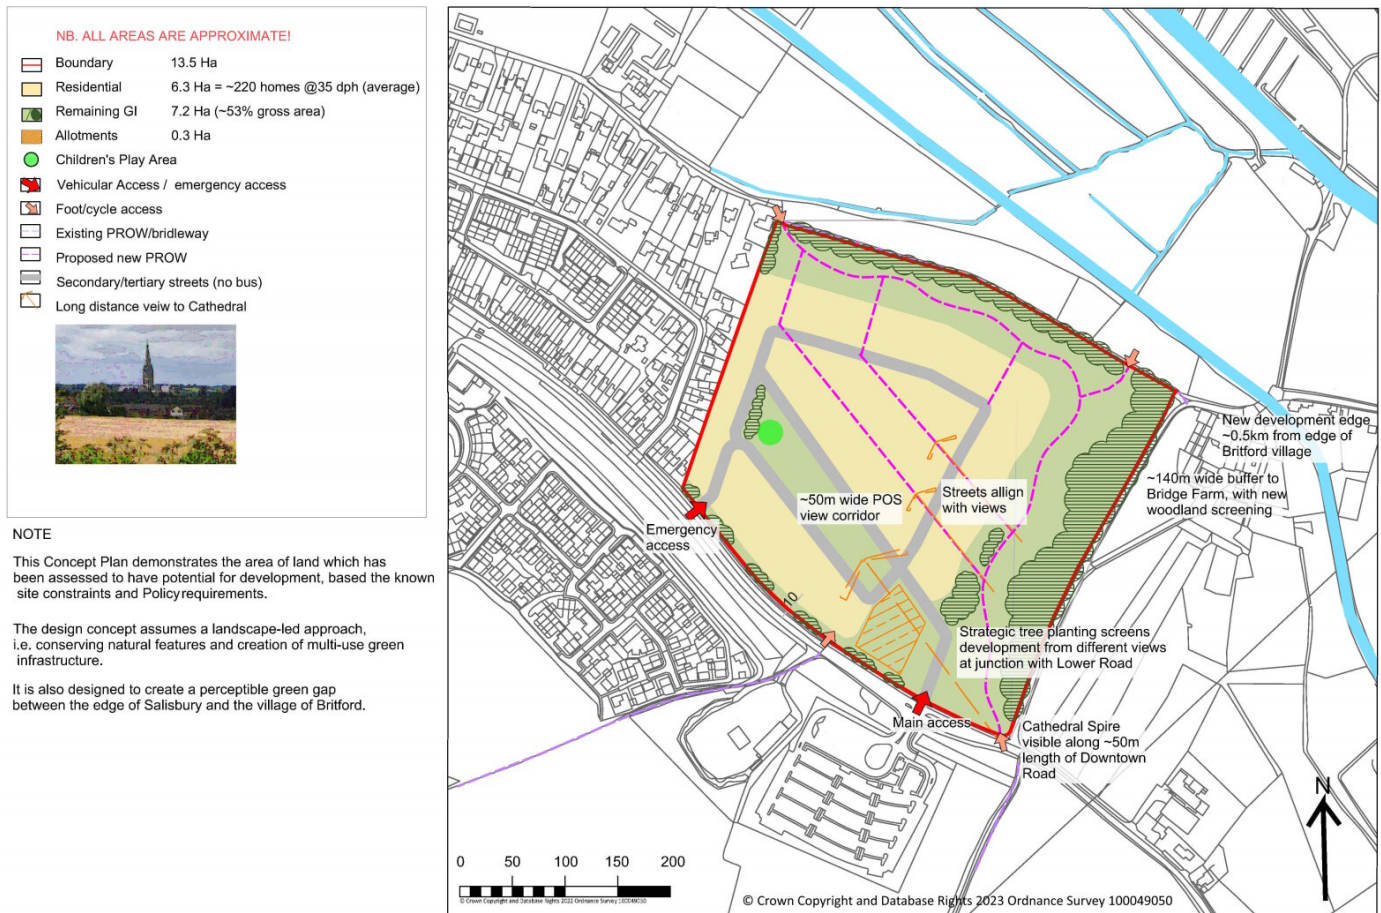 NB. ALL AREAS ARE APPROXIMATE!
Boundary 13.5 Ha
Residential 6.3 Ha = ~220 homes @35 dph (average)
Remaining GI 7.2 Ha (~53% gross area)
Allotments 0.3 Ha
Children's Play Area
Vehicular Access / emergency access
Foot/cycle access
Existing PROW/bridleway
Proposed new PROW
Secondary/tertiary streets (no bus)
Long distance veiw to Cathedral
NOTE
This Concept Plan demonstrates the area of land which has
been assessed to have potential for development, based the known
site constraints and Policyrequirements.
The design concept assumes a landscape-led approach,
i.e. conserving natural features and creation of multi-use green
infrastructure.
It is also designed to create a perceptible green gap
between the edge of Salisbury and the village of Britford.
New development edge
~0.5km from edge of
Britford village
~140m wide buffer to
Bridge Farm, with new
woodland screening
~50m wide POS
view corridor
Streets allign
with views
Emergency
access
10
Strategic tree planting screens
development from different views
at junction with Lower Road
Main access
Cathedral Spire
visible along ~50m
length of Downtown
Road
N
0 50 100 150 200
© Crown Copyright and Database Rights 2022 Ordnance Survey 100049050
© Crown Copyright and Database Rights 2023 Ordnance Survey 100049050